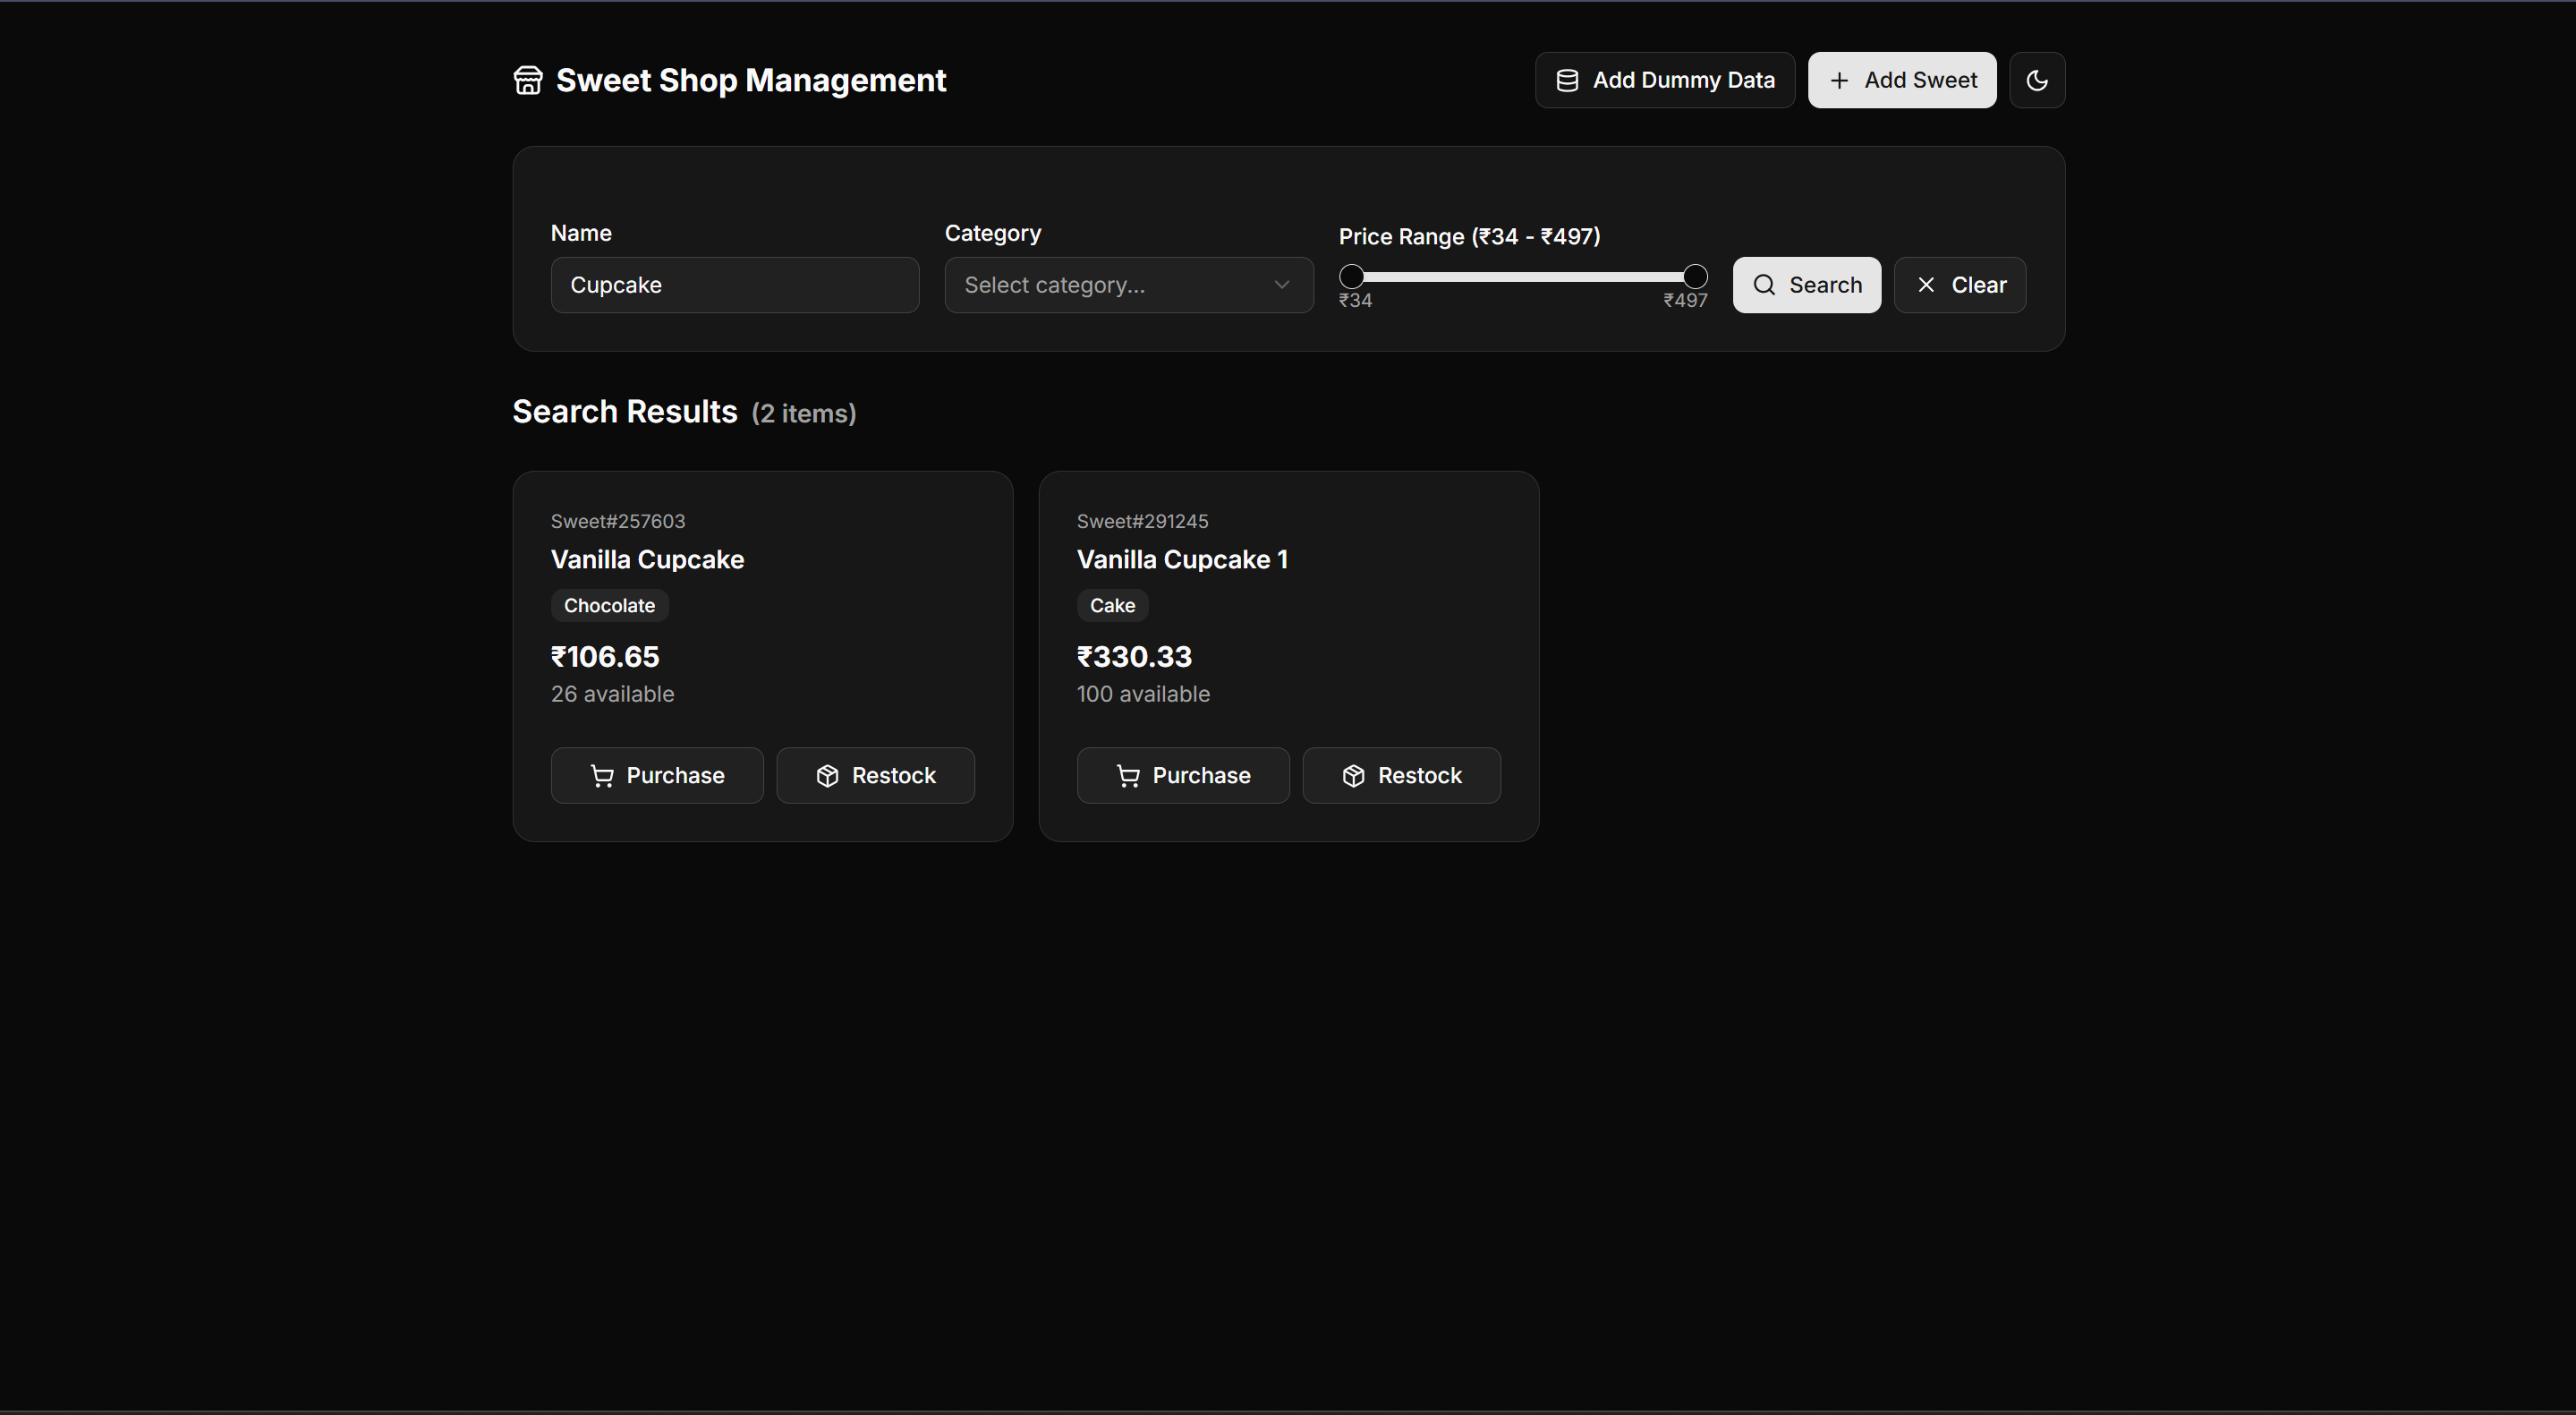 Sweet Shop Management
Add Dummy Data
Add Sweet
Name
Category
Price Range (₹34 - ₹497)
Cupcake
Select category...
₹34
₹497
Search
Clear
Search Results (2 items)
Sweet#257603
Vanilla Cupcake
Chocolate
₹106.65
26 available
Purchase
Restock
Sweet#291245
Vanilla Cupcake 1
Cake
₹330.33
100 available
Purchase
Restock